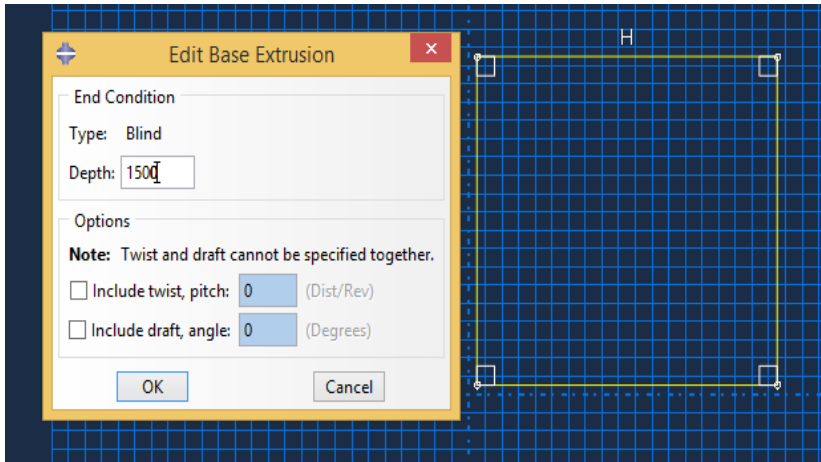 Edit Base Extrusion
H
End Condition
Type: Blind
Depth: 1500
Options
Note: Twist and draft cannot be specified together.
Include twist, pitch: 0 (Dist/Rev)
Include draft, angle: 0 (Degrees)
OK Cancel